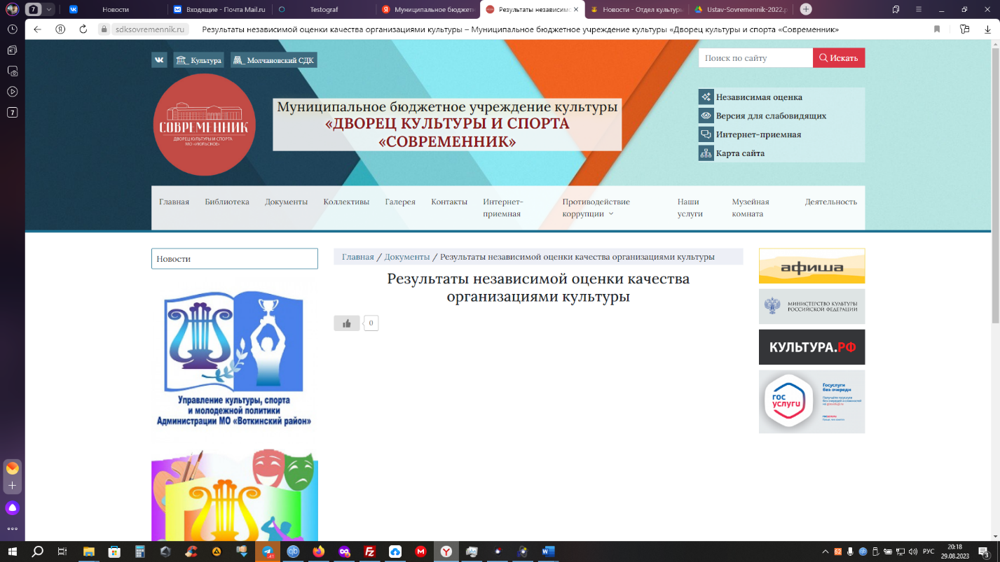 7
Новости
Входящие - Почта Mail.ru
Testograf
Муниципальное бюджетн
Результаты независимо
Новости - Отдел культуры
Ustav-Sovremennik-2022.p
sdksovremennik.ru
Результаты независимой оценки качества организациями культуры – Муниципальное бюджетное учреждение культуры «Дворец культуры и спорта «Современник»
7
Культура
Молчановский СДК
Поиск по сайту
Искать
СОВРЕМЕННИК
ДВОРЕЦ КУЛЬТУРЫ И СПОРТА
МО «ИЮЛЬСКОЕ»
Муниципальное бюджетное учреждение культуры
«ДВОРЕЦ КУЛЬТУРЫ И СПОРТА
«СОВРЕМЕННИК»
Независимая оценка
Версия для слабовидящих
Интернет-приемная
Карта сайта
Главная
Библиотека
Документы
Коллективы
Галерея
Контакты
Интернет-
приемная
Противодействие
коррупции
Наши
услуги
Музейная
комната
Деятельность
Новости
Главная / Документы / Результаты независимой оценки качества организациями культуры
Результаты независимой оценки качества
организациями культуры
0
Управление культуры, спорта
и молодежной политики
Администрации МО «Воткинский район»
афиша
МИНИСТЕРСТВО КУЛЬТУРЫ
РОССИЙСКОЙ ФЕДЕРАЦИИ
КУЛЬТУРА.РФ
гос
услуги
Госуслуги
без очереди
62
РУС
20:18
29.08.2023
3